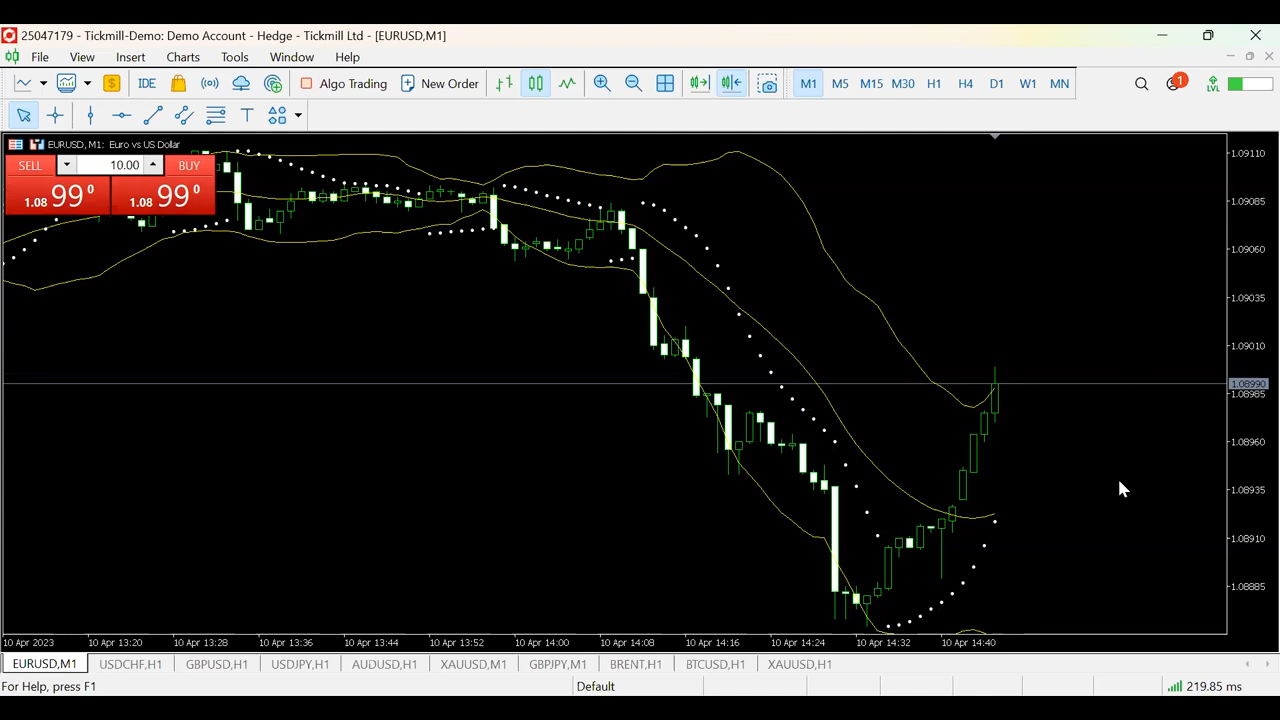 25047179 - Tickmill-Demo: Demo Account - Hedge - Tickmill Ltd - [EURUSD,M1]
File View Insert Charts Tools Window Help
IDE Algo Trading New Order M1 M5 M15 M30 H1 H4 D1 W1 MN 1 LVL
T
EURUSD, M1: Euro vs US Dollar
SELL 10.00 BUY
1.08 99 0 1.08 99 0
1.09110
1.09085
1.09060
1.09035
1.09010
1.08990
1.08985
1.08960
1.08935
1.08910
1.08885
10 Apr 2023 10 Apr 13:20 10 Apr 13:28 10 Apr 13:36 10 Apr 13:44 10 Apr 13:52 10 Apr 14:00 10 Apr 14:08 10 Apr 14:16 10 Apr 14:24 10 Apr 14:32 10 Apr 14:40
EURUSD,M1 USDCHF,H1 GBPUSD,H1 USDJPY,H1 AUDUSD,H1 XAUUSD,M1 GBPJPY,M1 BRENT,H1 BTCUSD,H1 XAUUSD,H1
For Help, press F1 Default 219.85 ms